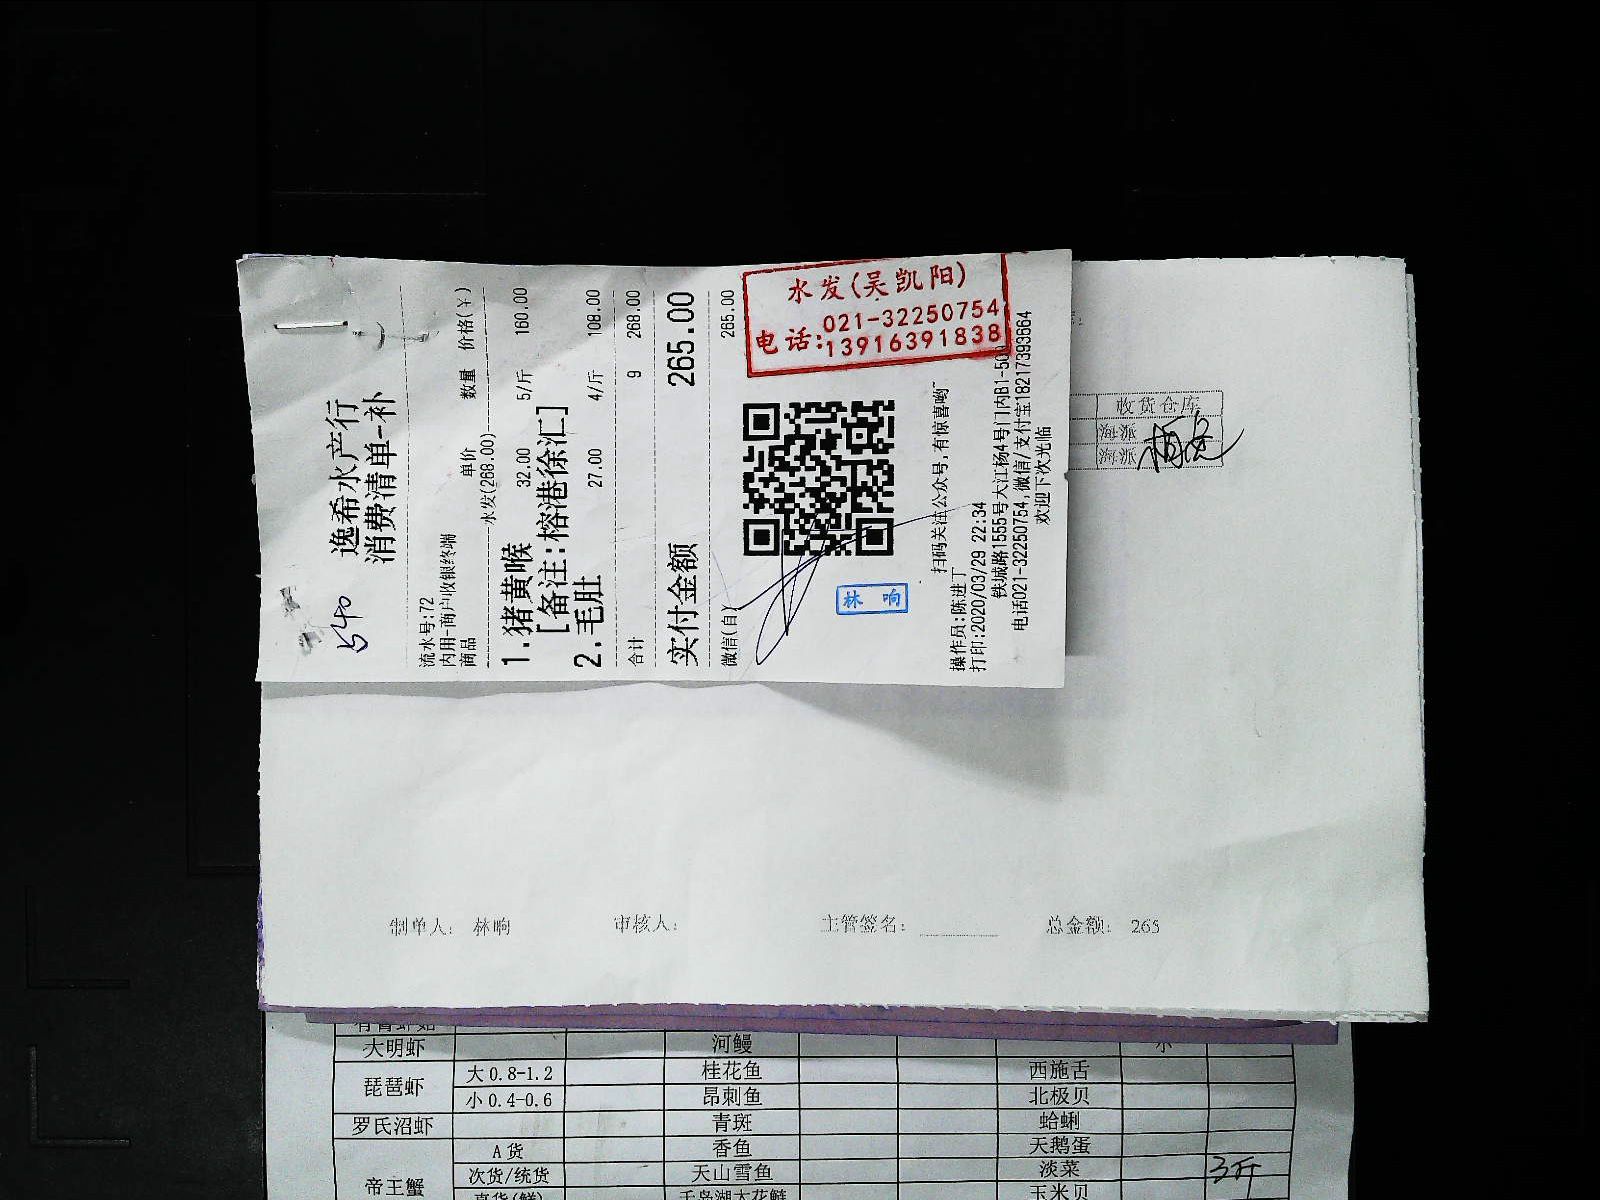 540
逸希水产行
消费清单-补
流水号:72
内用-商户收银终端
商品 单价 数量 价格(¥)
水发(268.00)
1.猪黄喉 32.00 5/斤 160.00
[备注:榕港徐汇]
2.毛肚 27.00 4/斤 108.00
合计 9 268.00
实付金额 265.00
微信(自) 265.00
水发(吴凯阳)
电话:021-32250754
13916391838
林 响
扫码关注公众号,有惊喜哟~
操作员:陈进丁
打印:2020/03/29 22:34
铁城路1555号大江杨4号门内B1-50
电话021-32250754,微信/支付宝18217393664
欢迎下次光临
收货仓库
海派
海派
制单人: 林响 审核人: 主管签名: 总金额: 265
大明虾 河鳗
琵琶虾 大0.8-1.2 桂花鱼 西施舌
小0.4-0.6 昂刺鱼 北极贝
罗氏沼虾 青斑 蛤蜊
帝王蟹 A货 香鱼 天鹅蛋
次货/统货 天山雪鱼 淡菜 3斤
玉米贝